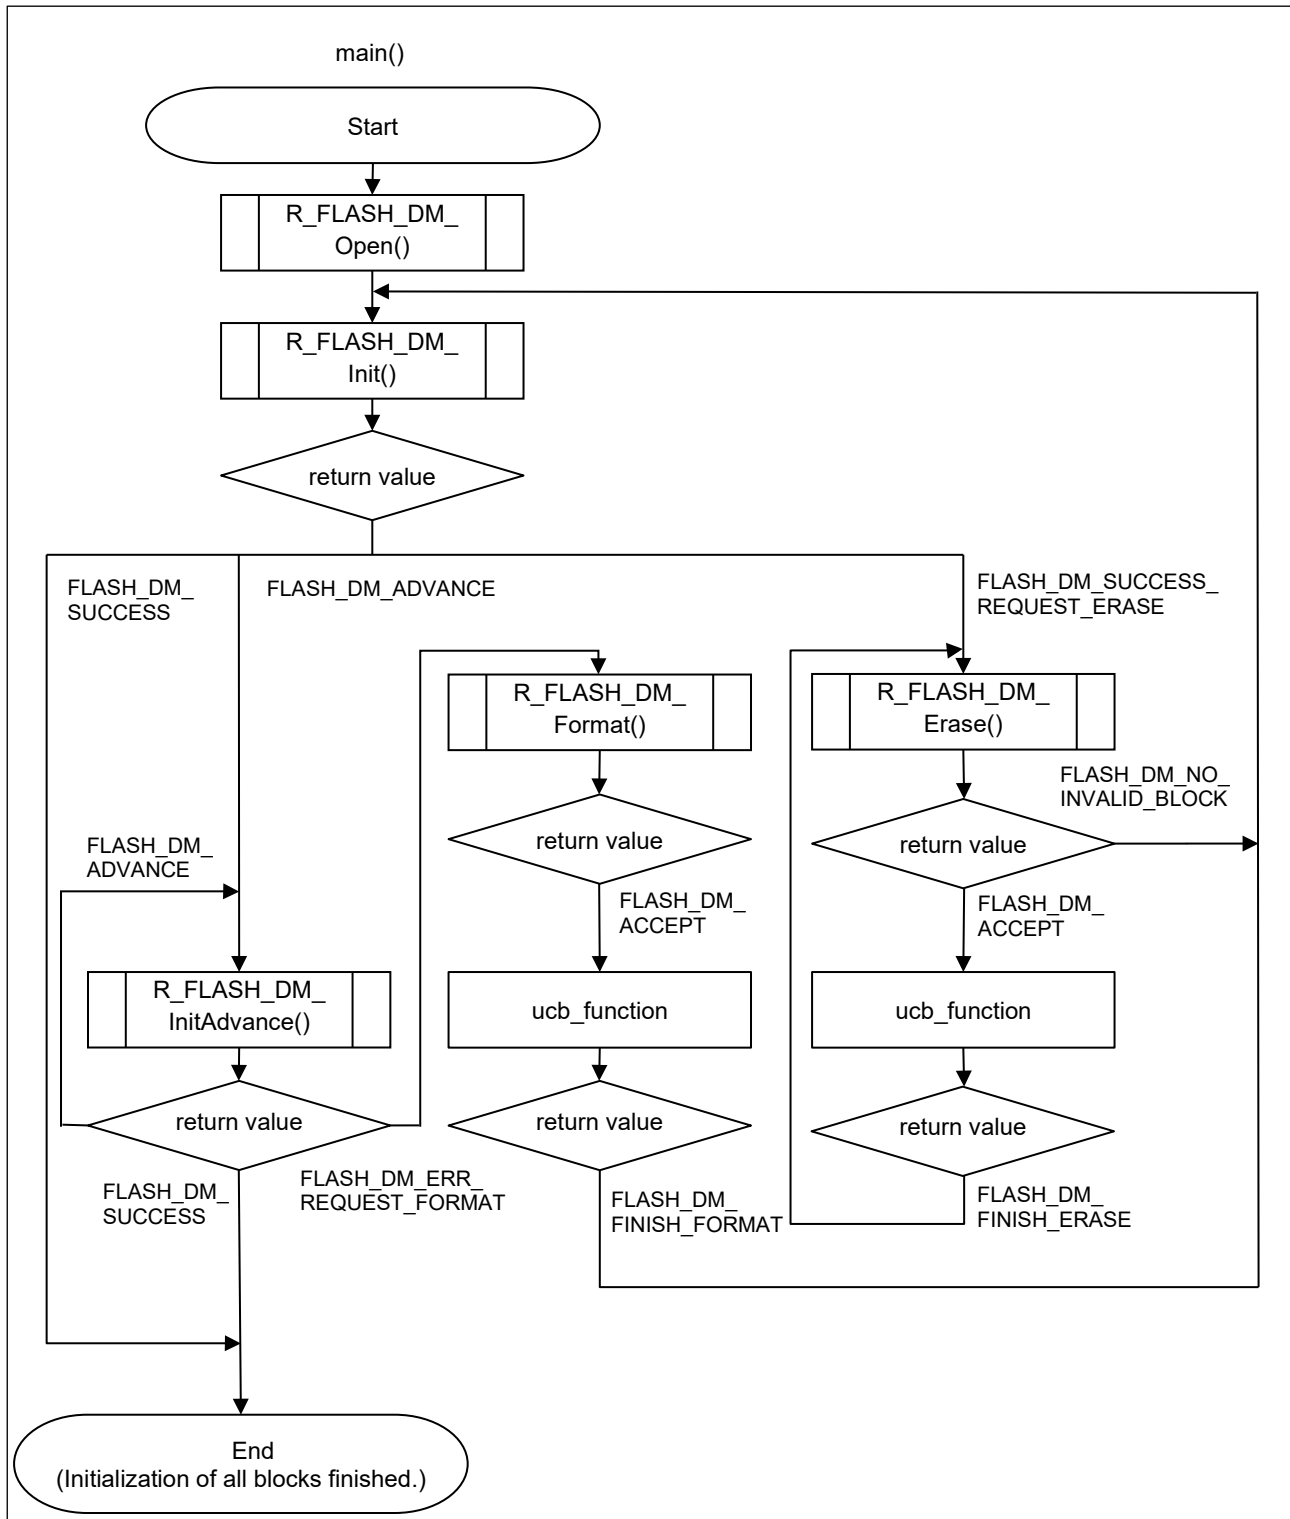 main()
Start
R_FLASH_DM_
Open()
R_FLASH_DM_
Init()
return value
FLASH_DM_
SUCCESS
FLASH_DM_ADVANCE
FLASH_DM_SUCCESS_
REQUEST_ERASE
R_FLASH_DM_
Format()
R_FLASH_DM_
Erase()
FLASH_DM_NO_
INVALID_BLOCK
return value
return value
FLASH_DM_
ADVANCE
FLASH_DM_
ACCEPT
FLASH_DM_
ACCEPT
R_FLASH_DM_
InitAdvance()
ucb_function
ucb_function
return value
return value
return value
FLASH_DM_
SUCCESS
FLASH_DM_ERR_
REQUEST_FORMAT
FLASH_DM_
FINISH_FORMAT
FLASH_DM_
FINISH_ERASE
End
(Initialization of all blocks finished.)